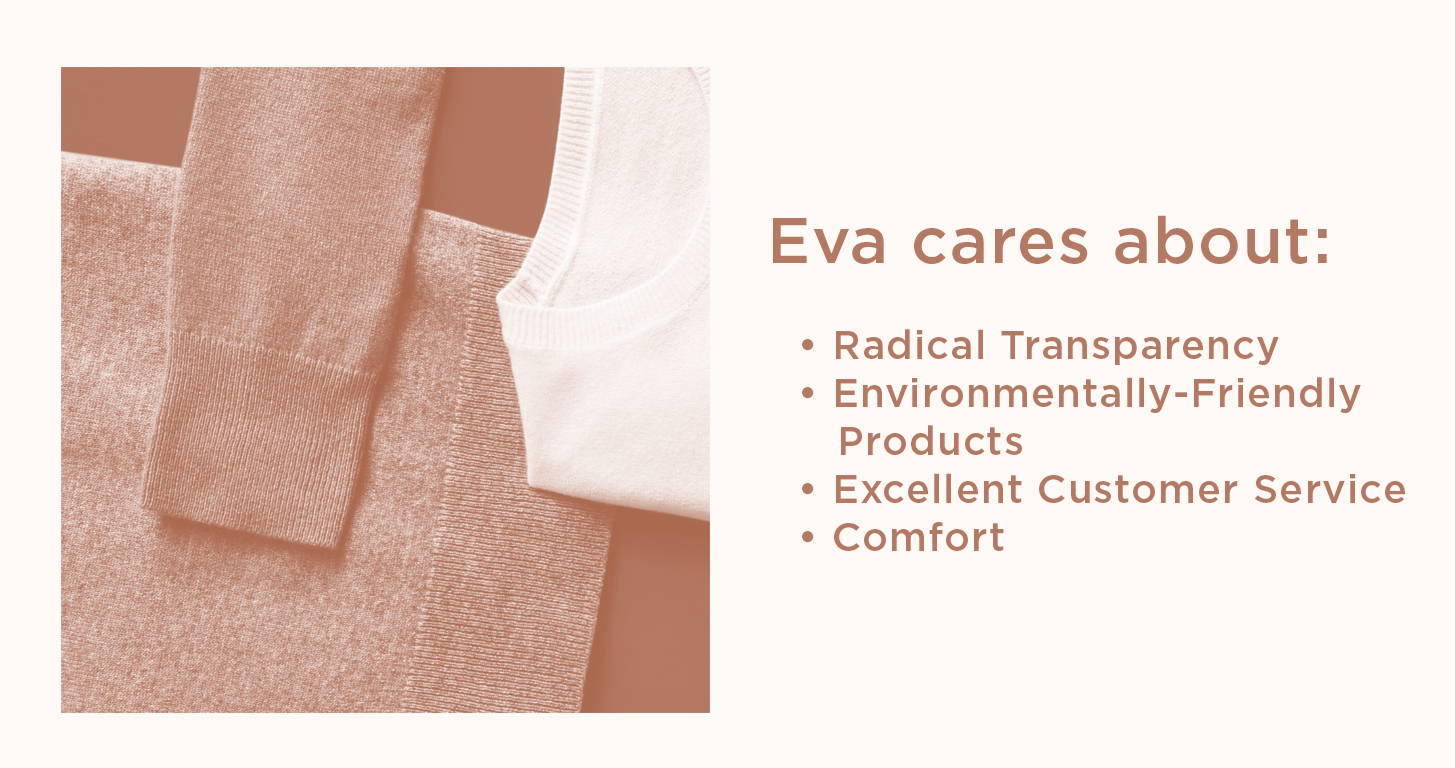 Eva cares about:
• Radical Transparency
• Environmentally-Friendly
Products
• Excellent Customer Service
• Comfort